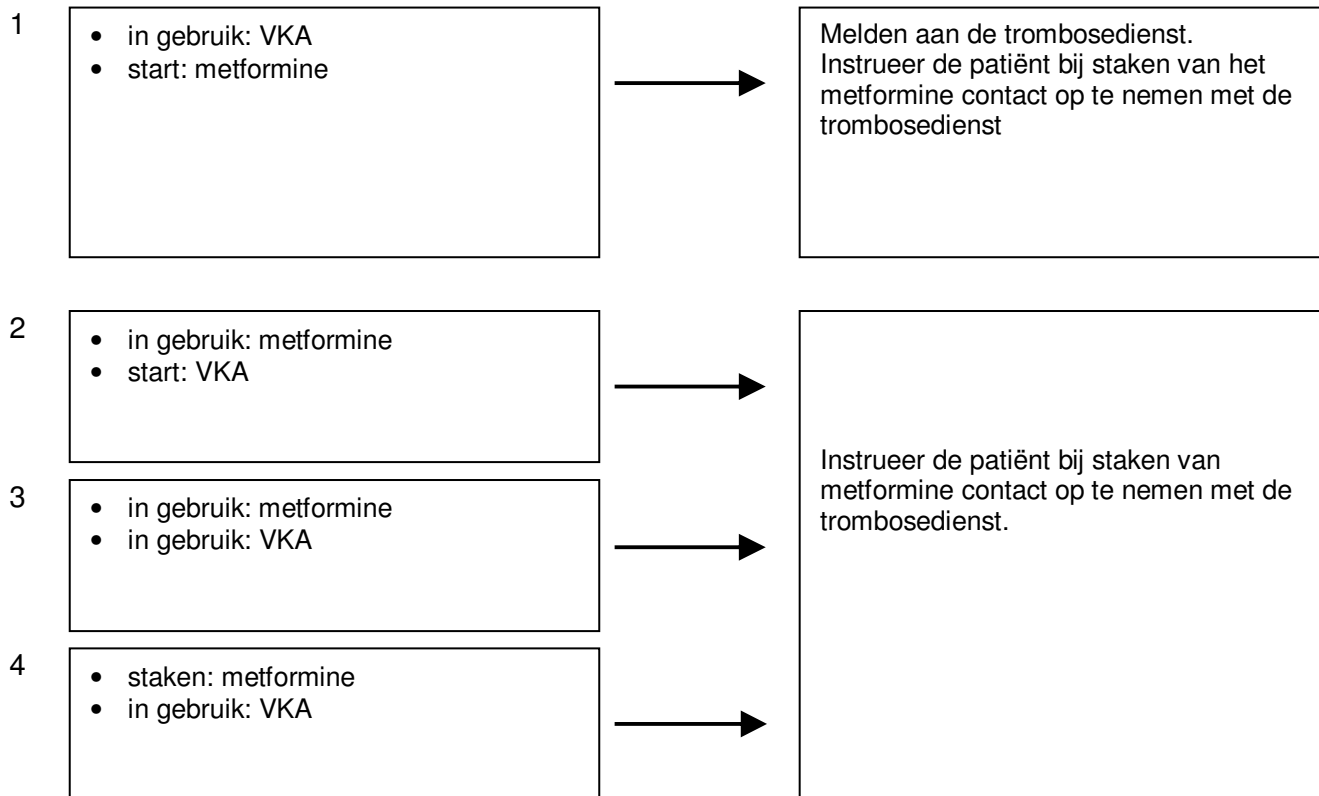 1
• in gebruik: VKA
• start: metformine
Melden aan de trombosedienst.
Instrueer de patiënt bij staken van het
metformine contact op te nemen met de
trombosedienst
2
• in gebruik: metformine
• start: VKA
3
• in gebruik: metformine
• in gebruik: VKA
4
• staken: metformine
• in gebruik: VKA
Instrueer de patiënt bij staken van
metformine contact op te nemen met de
trombosedienst.